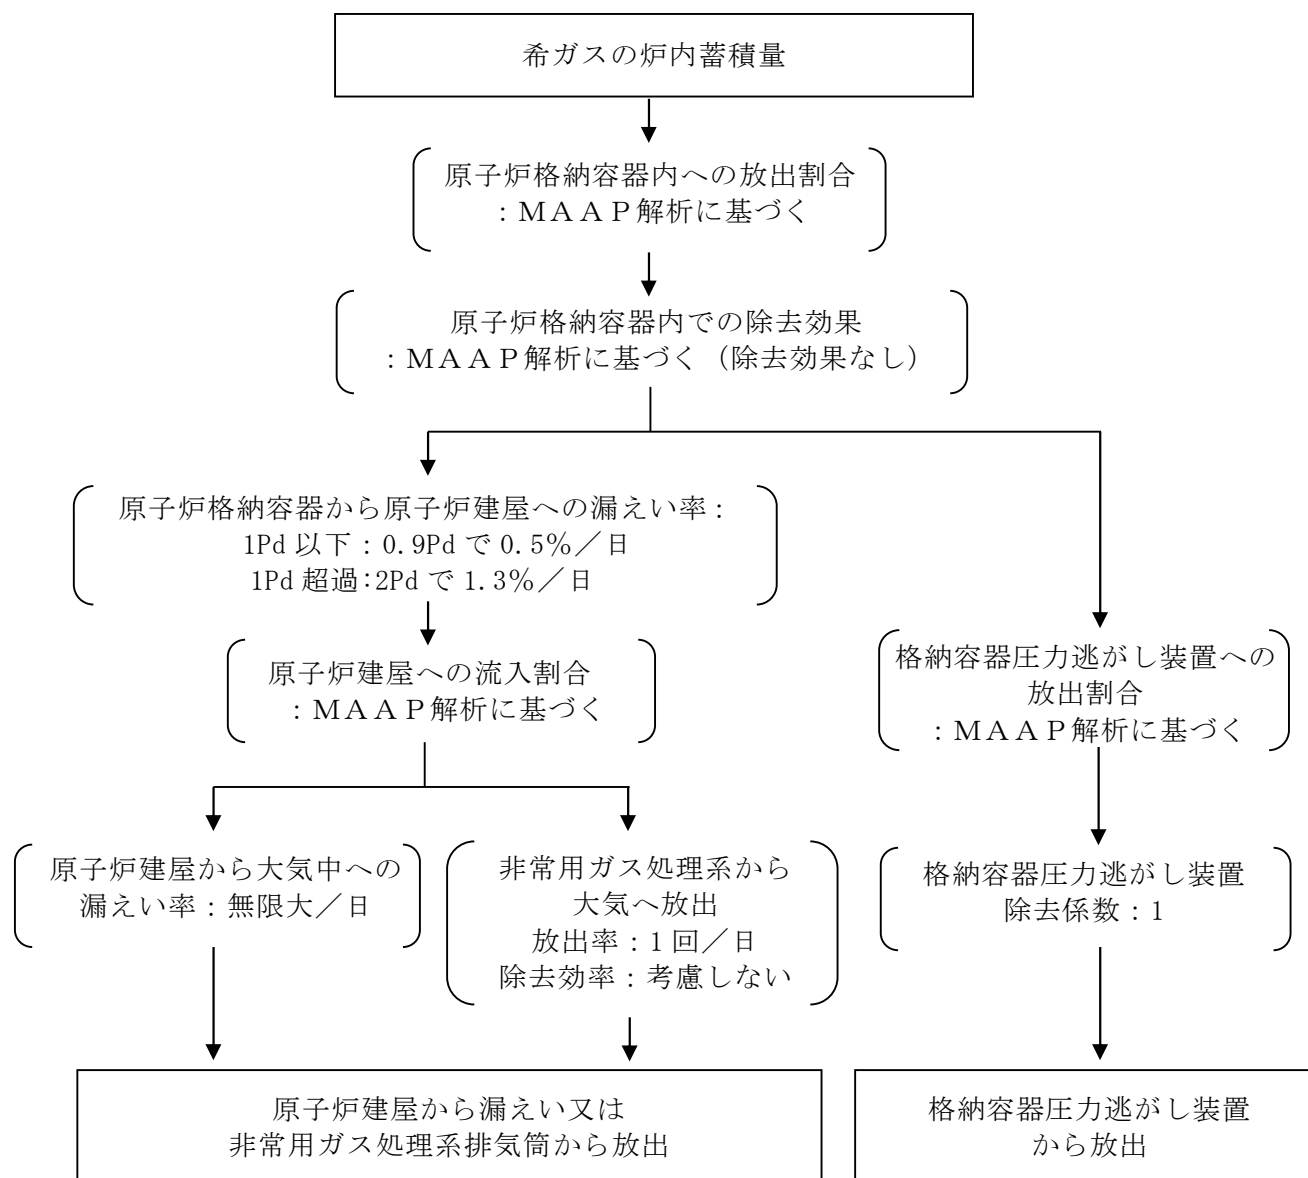 希ガスの炉内蓄積量
原子炉格納容器内への放出割合
：ＭＡＡＰ解析に基づく
原子炉格納容器内での除去効果
：ＭＡＡＰ解析に基づく（除去効果なし）
原子炉格納容器から原子炉建屋への漏えい率：
1Pd 以下：0.9Pd で 0.5％／日
1Pd 超過：2Pd で 1.3％／日
原子炉建屋への流入割合
：ＭＡＡＰ解析に基づく
格納容器圧力逃がし装置への
放出割合
：ＭＡＡＰ解析に基づく
原子炉建屋から大気中への
漏えい率：無限大／日
非常用ガス処理系から
大気へ放出
放出率：1 回／日
除去効率：考慮しない
格納容器圧力逃がし装置
除去係数：1
原子炉建屋から漏えい又は
非常用ガス処理系排気筒から放出
格納容器圧力逃がし装置
から放出